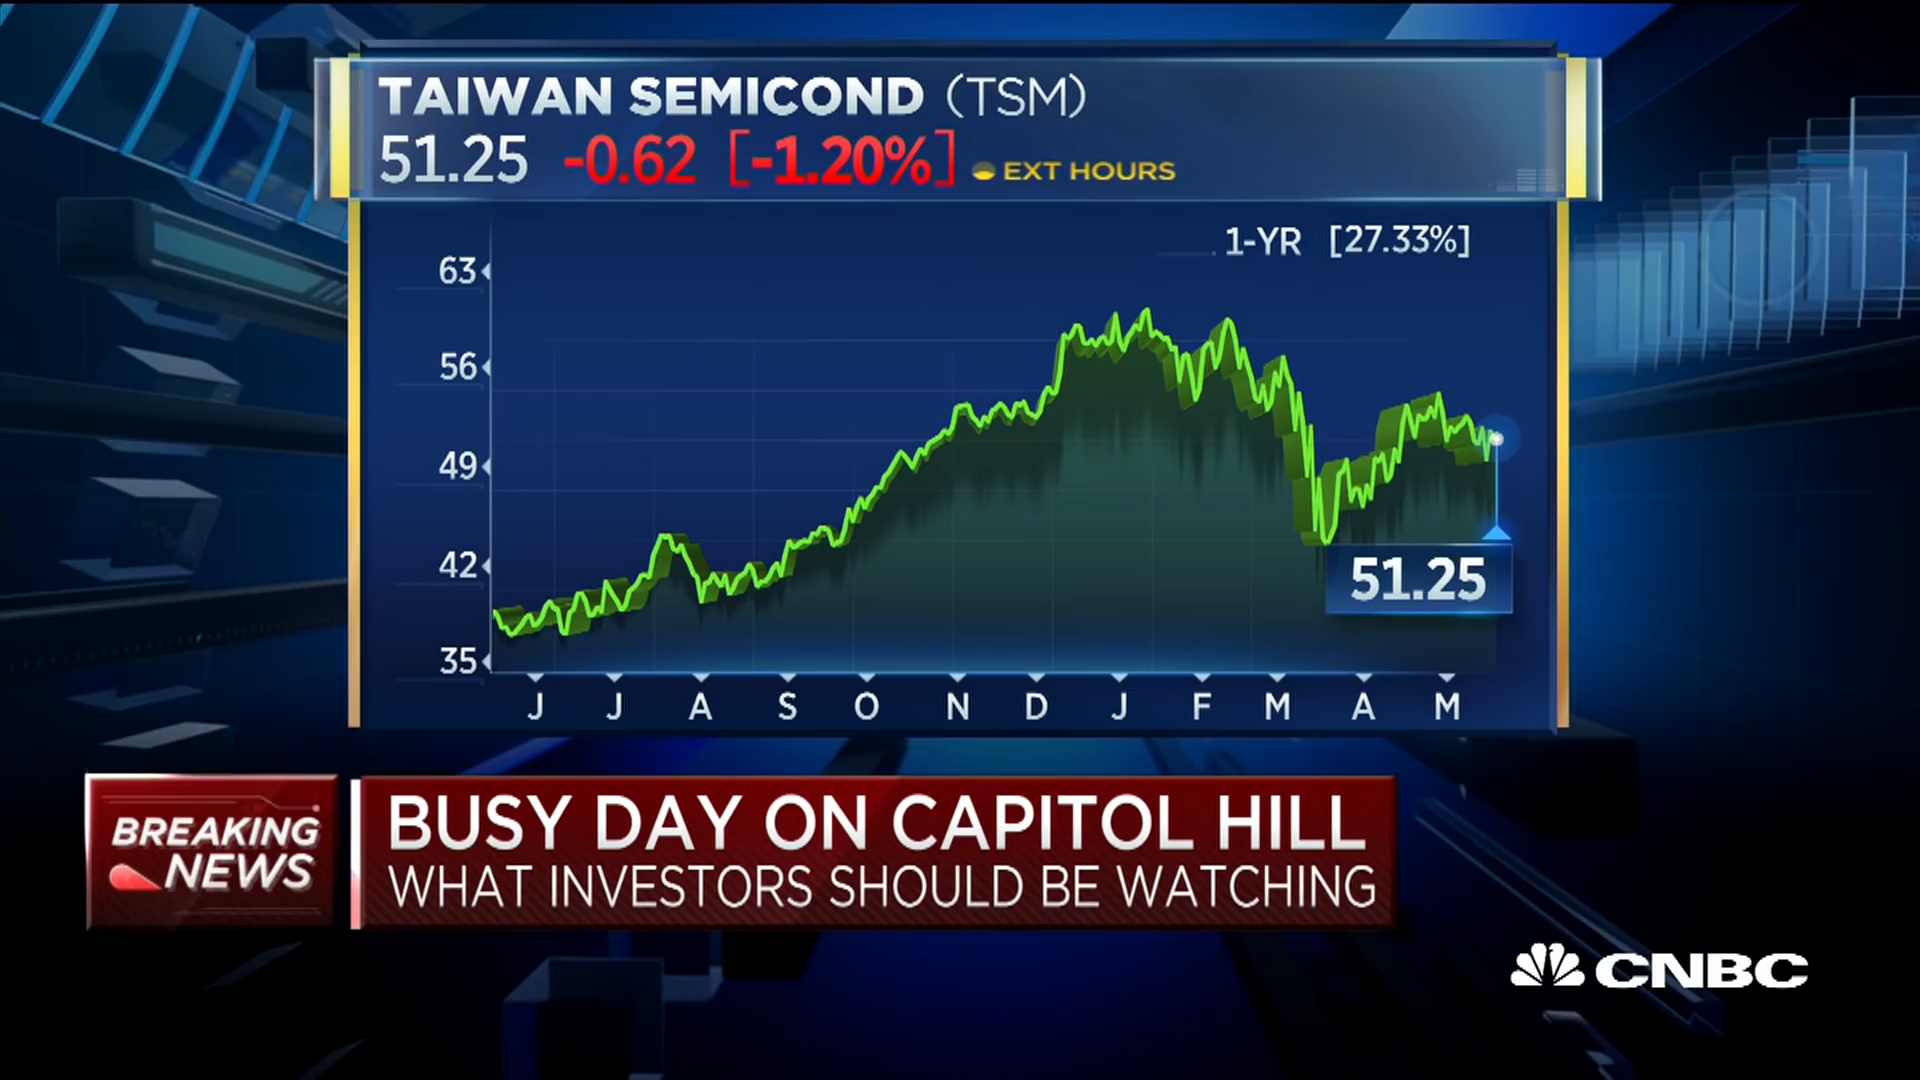 TAIWAN SEMICOND (TSM)
51.25 -0.62 [-1.20%] EXT HOURS
1-YR [27.33%]
63
56
49
42
35
51.25
J J A S O N D J F M A M
BREAKING
NEWS
BUSY DAY ON CAPITOL HILL
WHAT INVESTORS SHOULD BE WATCHING
CNBC